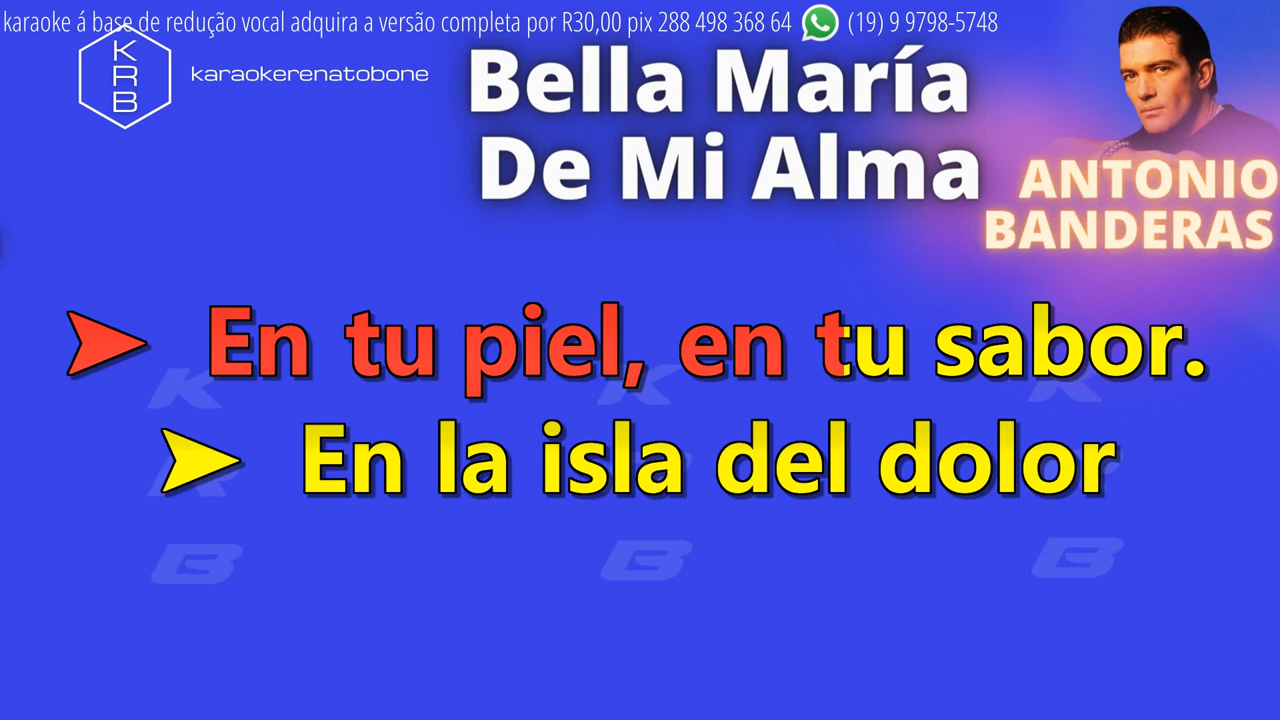 karaoke á base de redução vocal adquira a versão completa por R30,00 pix 288 498 368 64 (19) 9 9798-5748
K
R
B
karaokerenatobone
Bella María
De Mi Alma
ANTONIO
BANDERAS
➤ En tu piel, en tu sabor.
➤ En la isla del dolor
K K K
R R
B B B